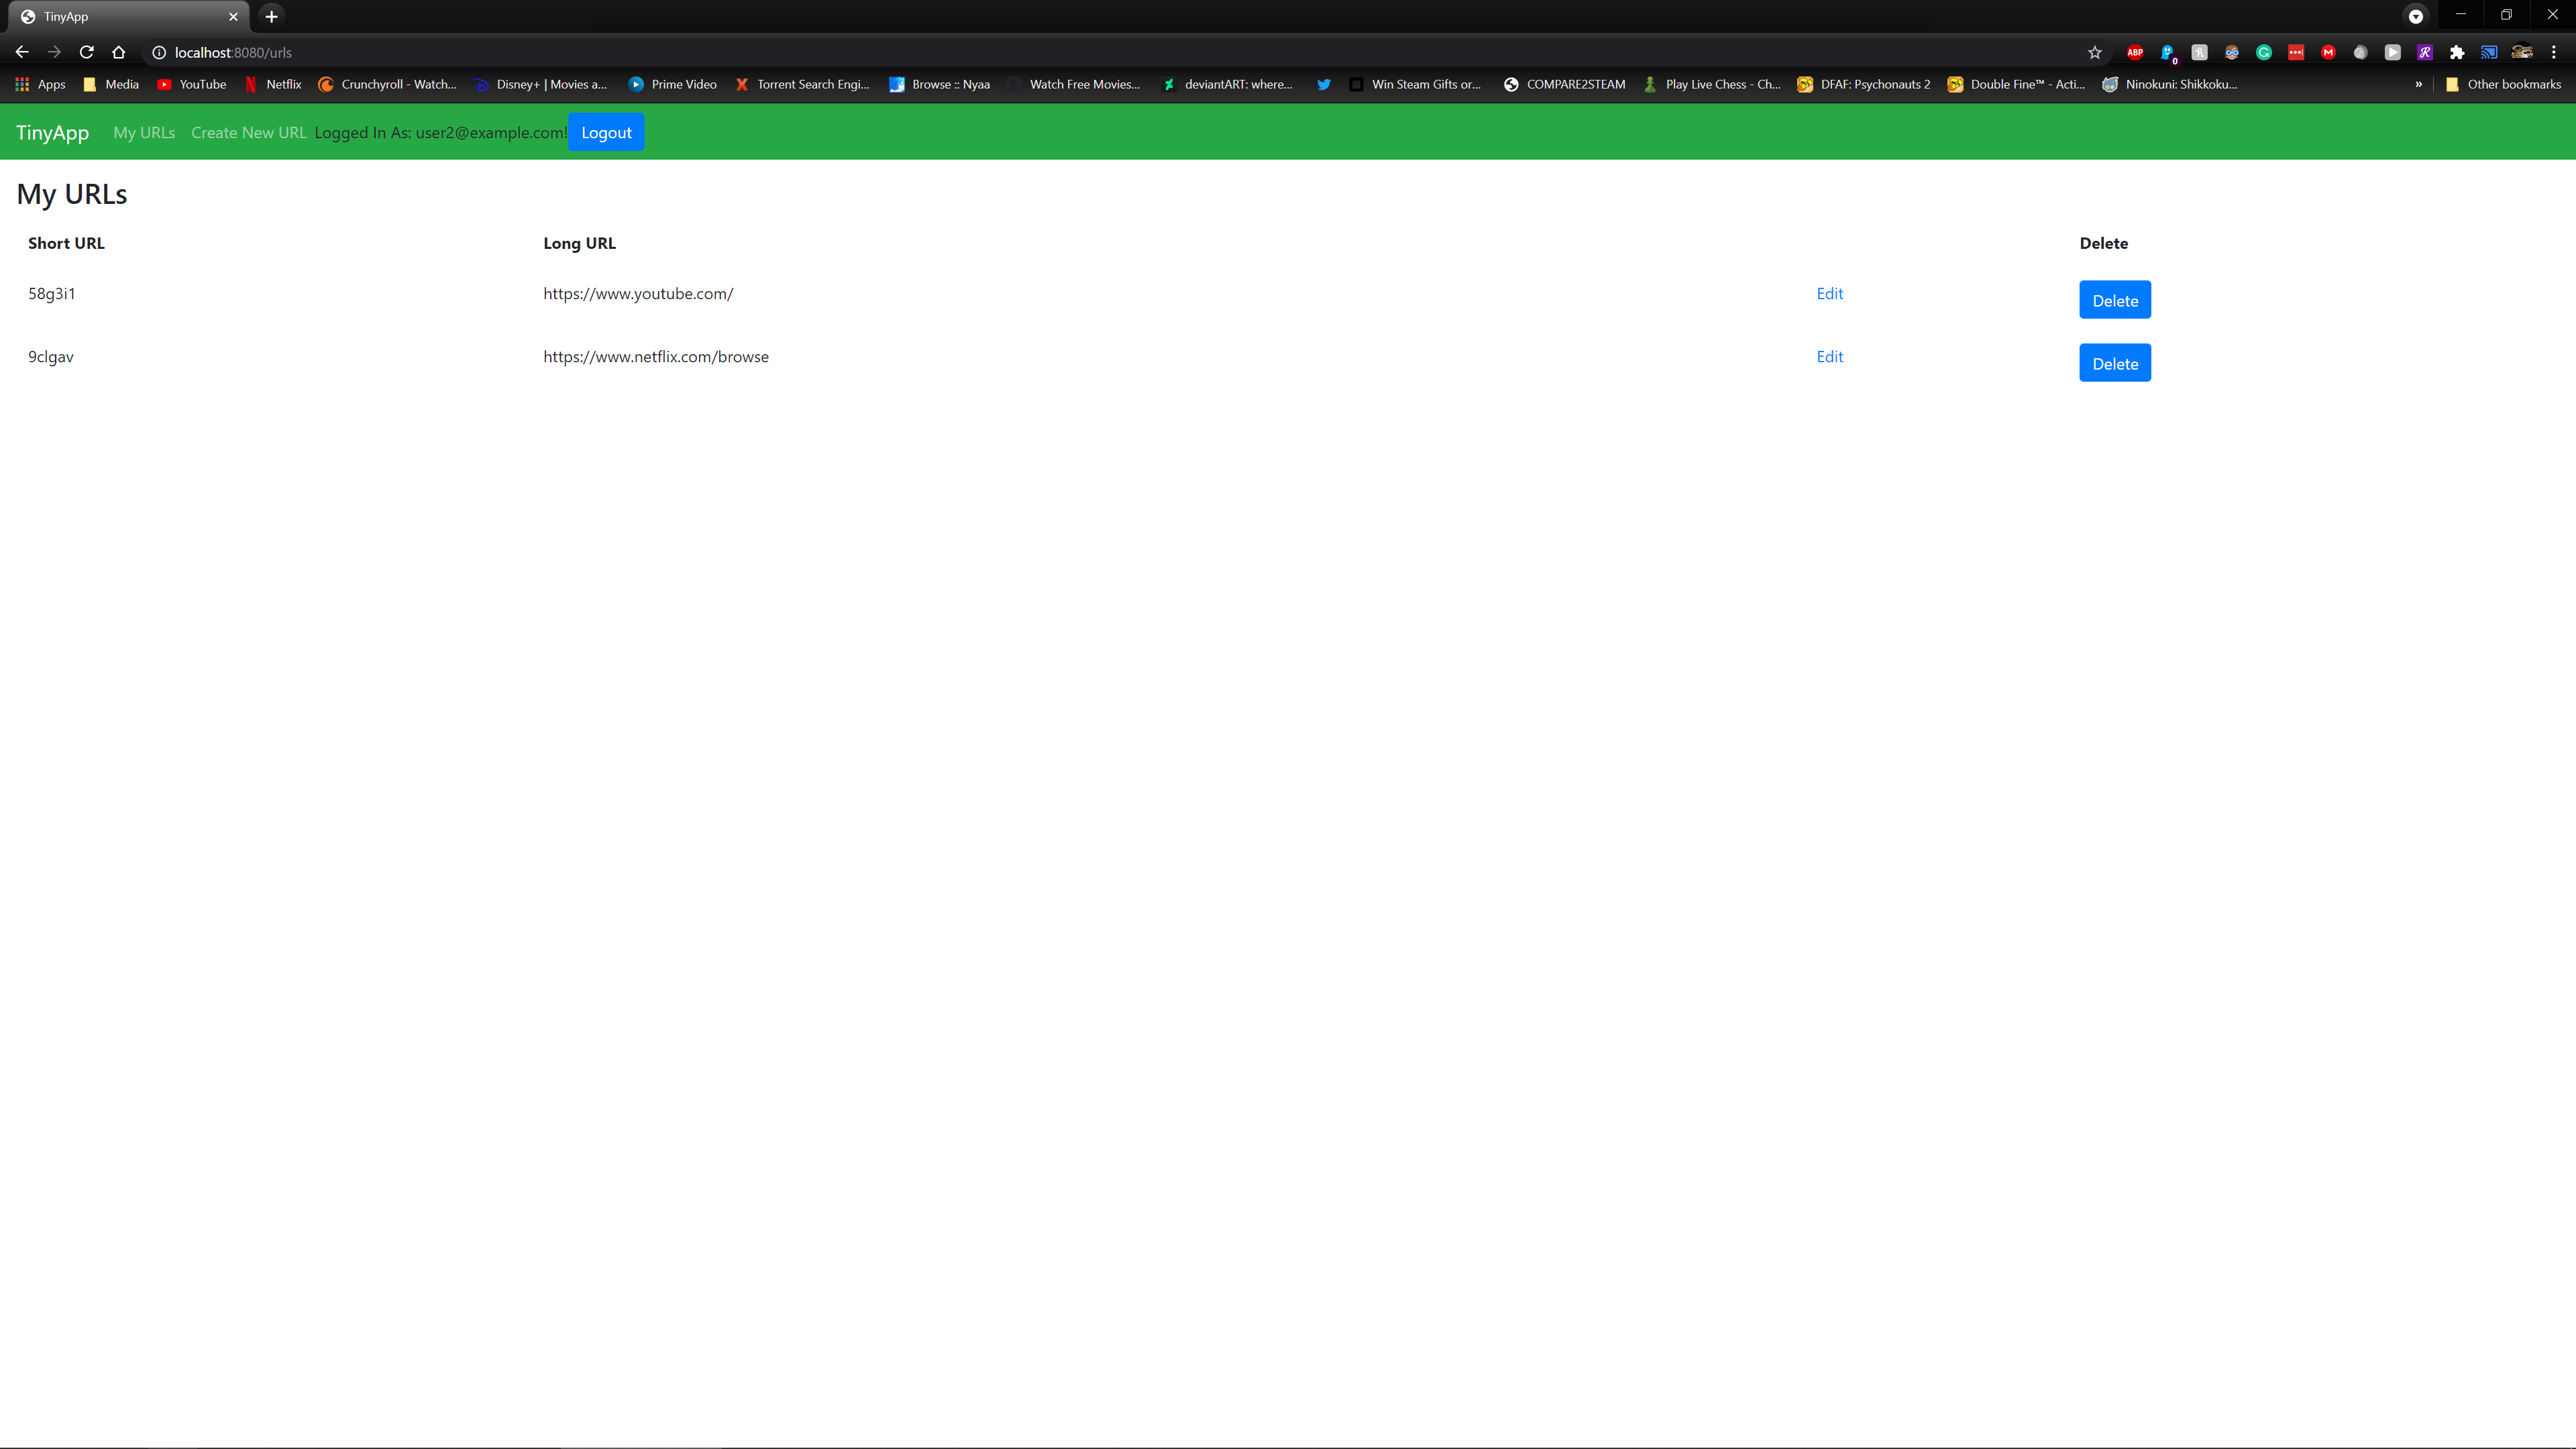 TinyApp
localhost:8080/urls
ABP 0 G M R
Apps Media YouTube Netflix Crunchyroll - Watch... Disney+ | Movies a... Prime Video Torrent Search Engi... Browse :: Nyaa Watch Free Movies... deviantART: where... Win Steam Gifts or... COMPARE2STEAM Play Live Chess - Ch... DFAF: Psychonauts 2 Double Fine™ - Acti... Ninokuni: Shikkoku... » Other bookmarks
TinyApp My URLs Create New URL Logged In As: user2@example.com! Logout
My URLs
Short URL Long URL Delete
58g3i1 https://www.youtube.com/ Edit Delete
9clgav https://www.netflix.com/browse Edit Delete